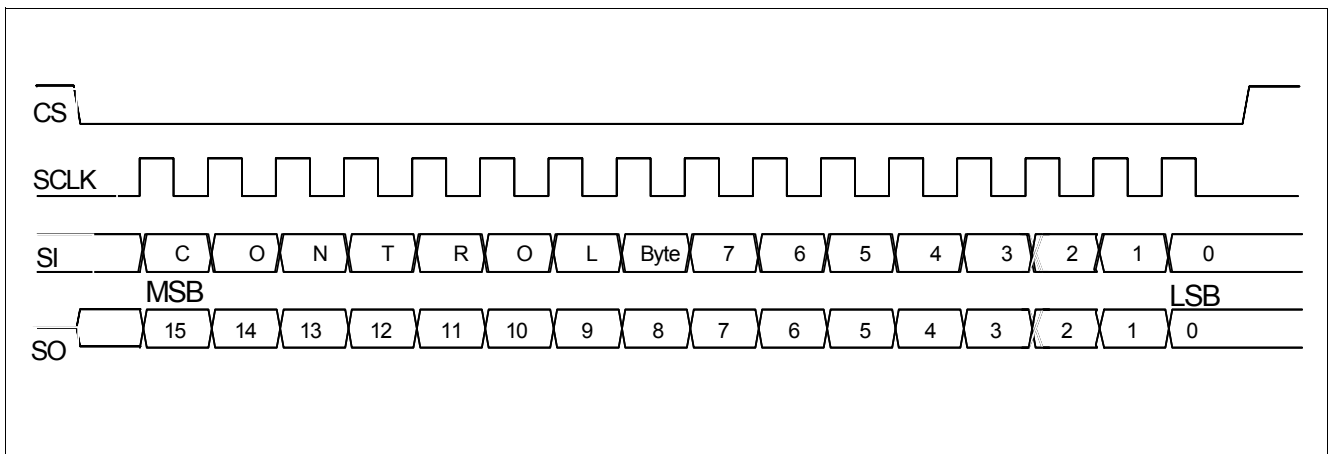 CS
SCLK
SI C O N T R O L Byte 7 6 5 4 3 2 1 0
MSB LSB
SO 15 14 13 12 11 10 9 8 7 6 5 4 3 2 1 0